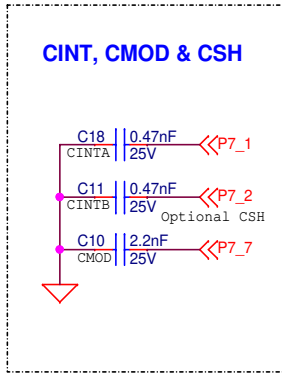 CINT, CMOD & CSH
C18 0.47nF P7_1
CINTA 25V
C11 0.47nF P7_2
CINTB 25V Optional CSH
C10 2.2nF P7_7
CMOD 25V